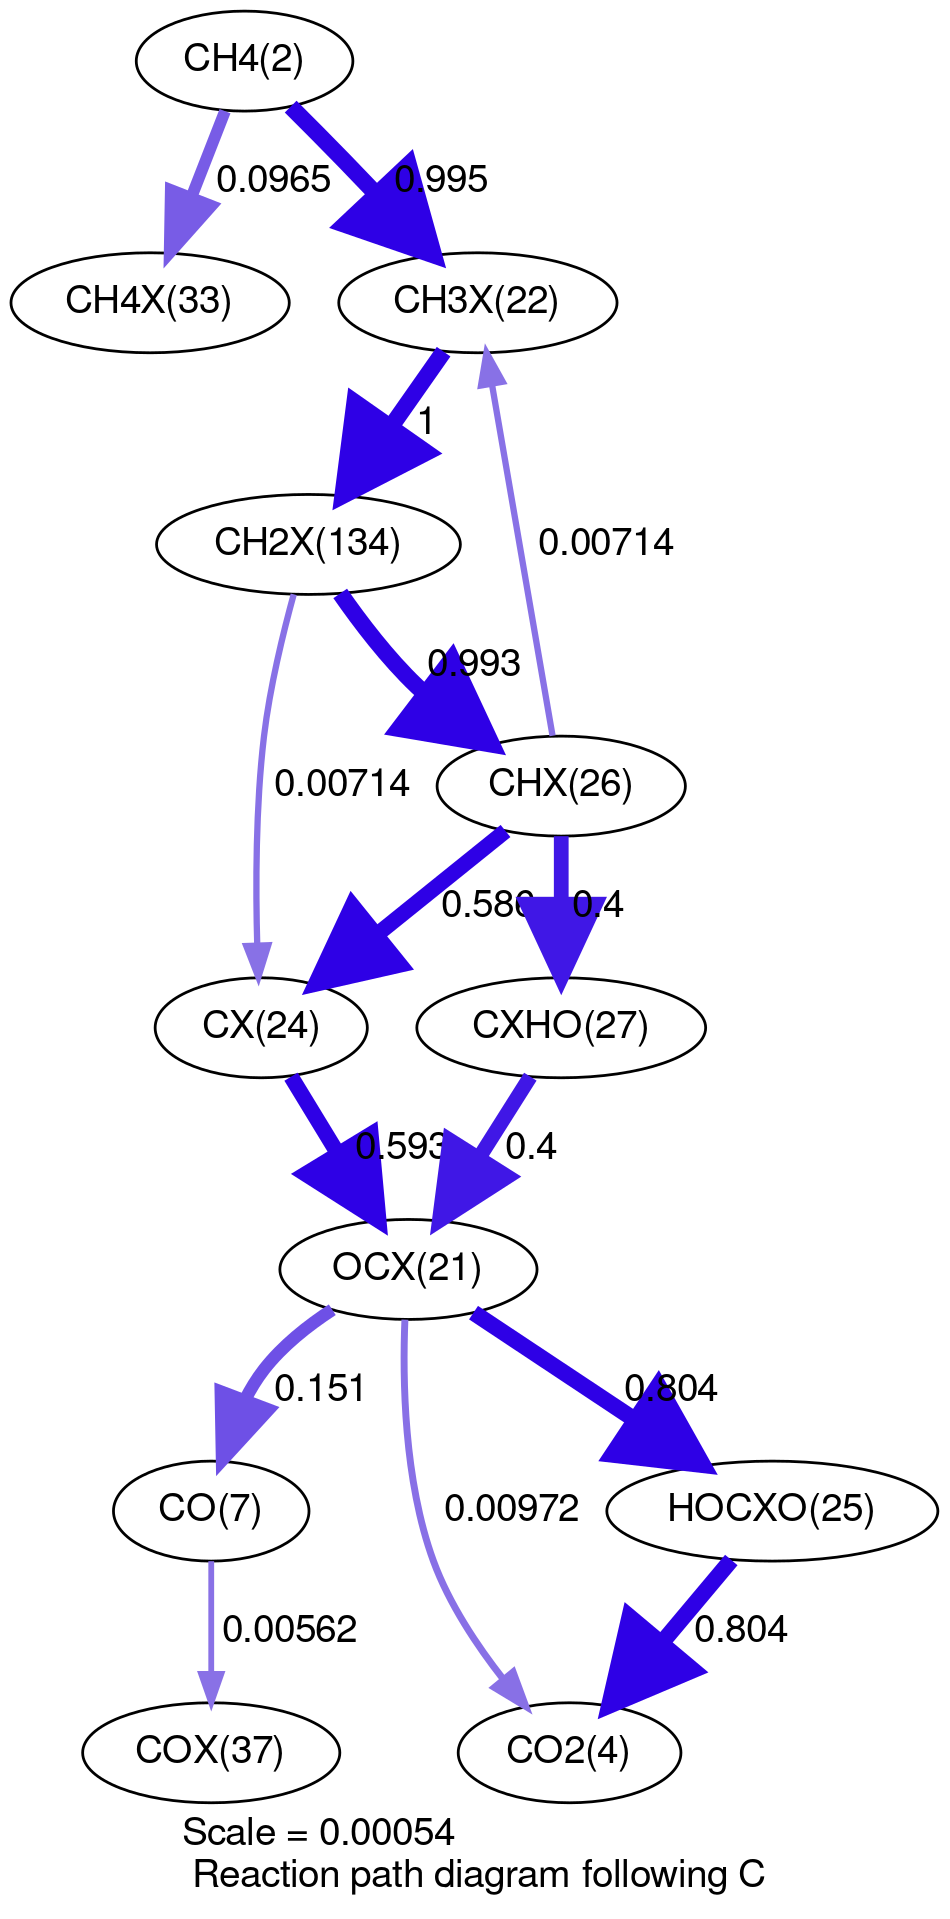 CH4(2)
0.0965
0.995
CH4X(33)
CH3X(22)
1
CH2X(134)
0.00714
0.993
0.00714
CHX(26)
0.586
0.4
CX(24)
CXHO(27)
0.593
0.4
OCX(21)
0.151
0.804
CO(7)
0.00972
HOCXO(25)
0.00562
0.804
COX(37)
CO2(4)
Scale = 0.00054
Reaction path diagram following C